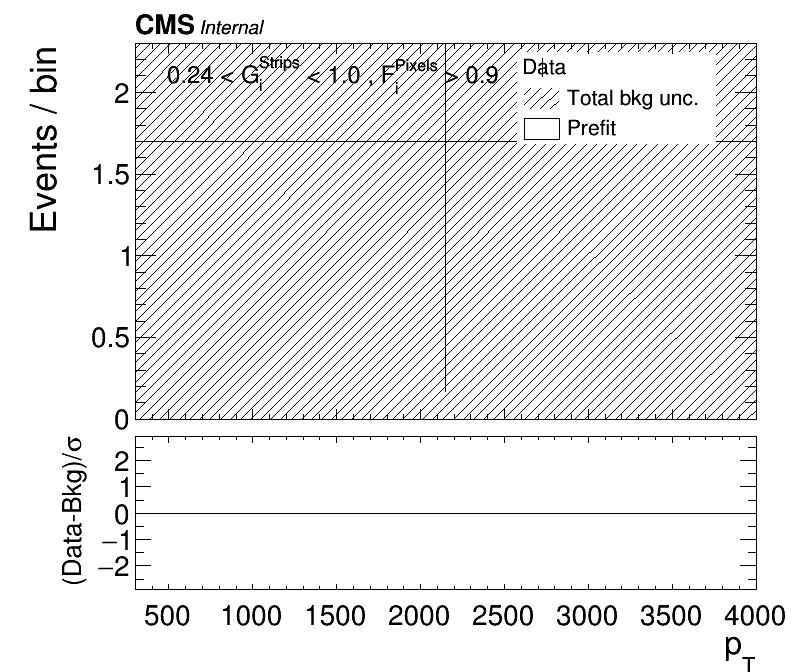 CMS Internal
Events / bin
0.24 < G_i^Strips < 1.0 , F_i^Pixels > 0.9
Data
Total bkg unc.
Prefit
2
1.5
1
0.5
0
(Data-Bkg)/σ
2
1
0
−1
−2
500 1000 1500 2000 2500 3000 3500 4000
p_T